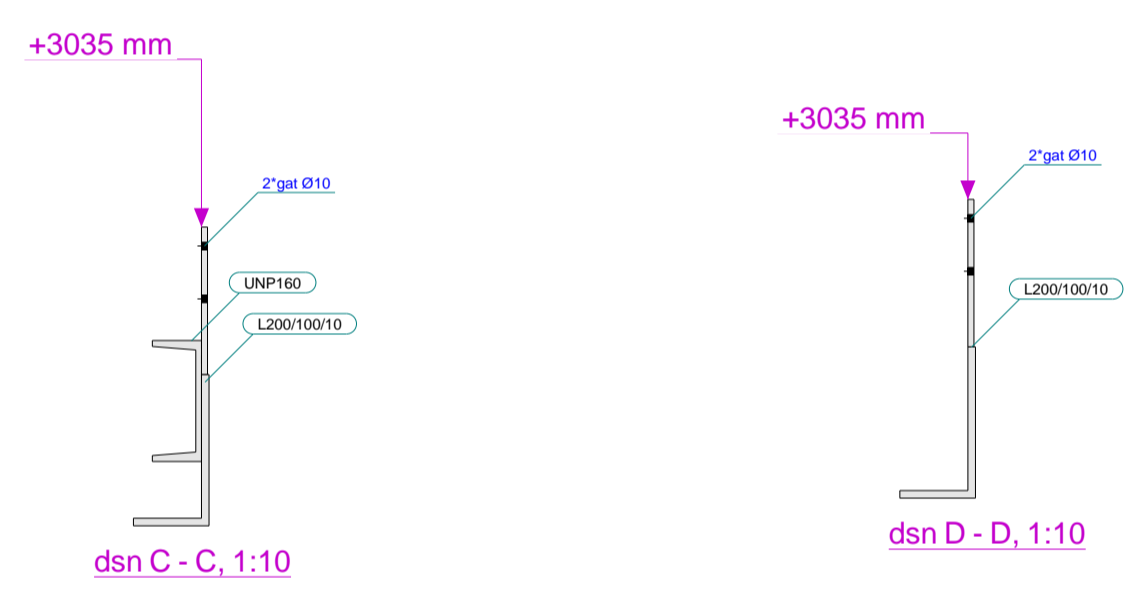 +3035 mm
2*gat Ø10
UNP160
L200/100/10
dsn C - C, 1:10
+3035 mm
2*gat Ø10
L200/100/10
dsn D - D, 1:10